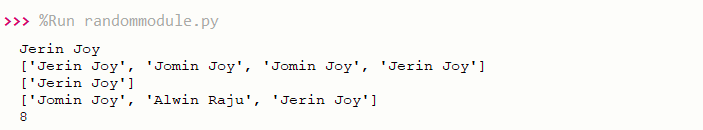 >>> %Run randommodule.py
Jerin Joy
['Jerin Joy', 'Jomin Joy', 'Jomin Joy', 'Jerin Joy']
['Jerin Joy']
['Jomin Joy', 'Alwin Raju', 'Jerin Joy']
8